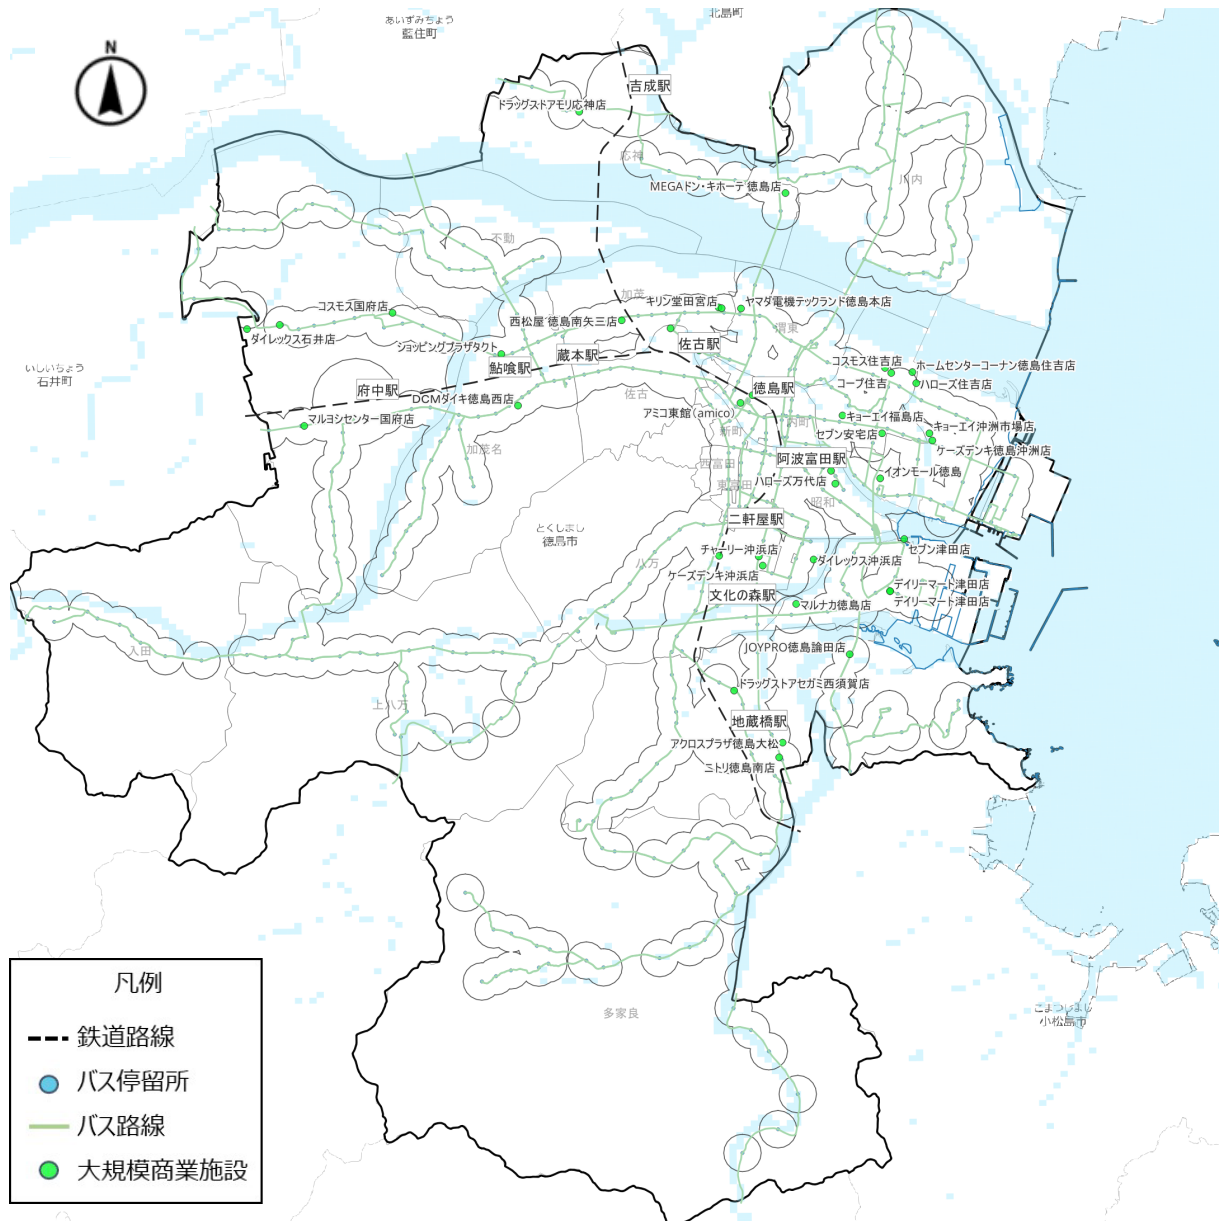 あいずみちょう
藍住町
北島町
N
吉成駅
ドラッグストアモリ応神店
応神
MEGAドン・キホーテ徳島店
川内
不動
加茂
キリン堂田宮店
ヤマダ電機テックランド徳島本店
コスモス国府店
西松屋 徳島南矢三店
渭東
ダイレックス石井店
佐古駅
ショッピングプラザタクト
蔵本駅
コスモス住吉店
ホームセンターコーナン徳島住吉店
いしいちょう
石井町
鮎喰駅
コープ住吉
ハローズ住吉店
府中駅
徳島駅
佐古
DCMダイキ徳島西店
アミコ東館(amico)
キョーエイ福島店
マルヨシセンター国府店
内町
新町
セブン安宅店
キョーエイ沖洲市場店
加茂名
ケーズデンキ徳島沖洲店
西富田
阿波富田駅
イオンモール徳島
東富田
ハローズ万代店
昭和
とくしまし
徳島市
二軒屋駅
チャーリー沖浜店
セブン津田店
八万
ダイレックス沖浜店
ケーズデンキ沖浜店
デイリーマート津田店
文化の森駅
マルナカ徳島店
デイリーマート津田店
入田
JOYPRO徳島論田店
ドラッグストアセガミ西須賀店
上八万
地蔵橋駅
アクロスプラザ徳島大松
ニトリ徳島南店
多家良
こまつしまし
小松島市
凡例
鉄道路線
バス停留所
バス路線
大規模商業施設